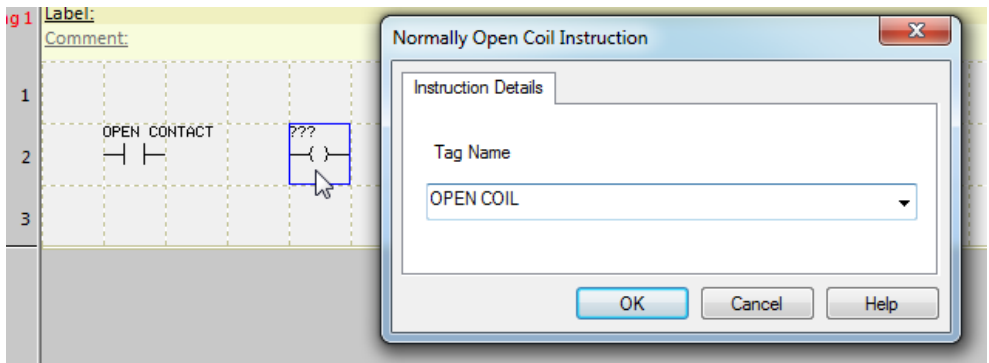 ng 1
Label:
Comment:
1
OPEN CONTACT
???
2
3
Normally Open Coil Instruction
Instruction Details
Tag Name
OPEN COIL
OK
Cancel
Help